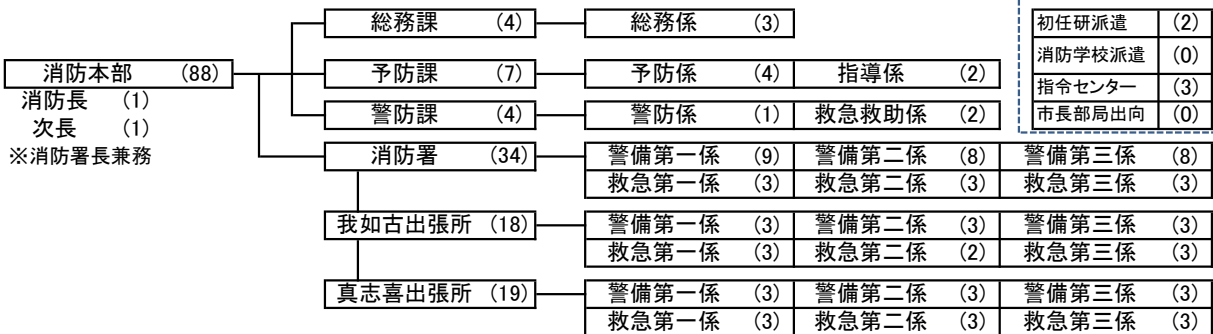 総務課 (4) 総務係 (3)
初任研派遣 (2)
消防学校派遣 (0)
指令センター (3)
市長部局出向 (0)
消防本部 (88)
消防長 (1)
次長 (1)
※消防署長兼務
予防課 (7) 予防係 (4) 指導係 (2)
警防課 (4) 警防係 (1) 救急救助係 (2)
消防署 (34) 警備第一係 (9) 警備第二係 (8) 警備第三係 (8)
救急第一係 (3) 救急第二係 (3) 救急第三係 (3)
我如古出張所 (18) 警備第一係 (3) 警備第二係 (3) 警備第三係 (3)
救急第一係 (3) 救急第二係 (2) 救急第三係 (3)
真志喜出張所 (19) 警備第一係 (3) 警備第二係 (3) 警備第三係 (3)
救急第一係 (3) 救急第二係 (3) 救急第三係 (3)